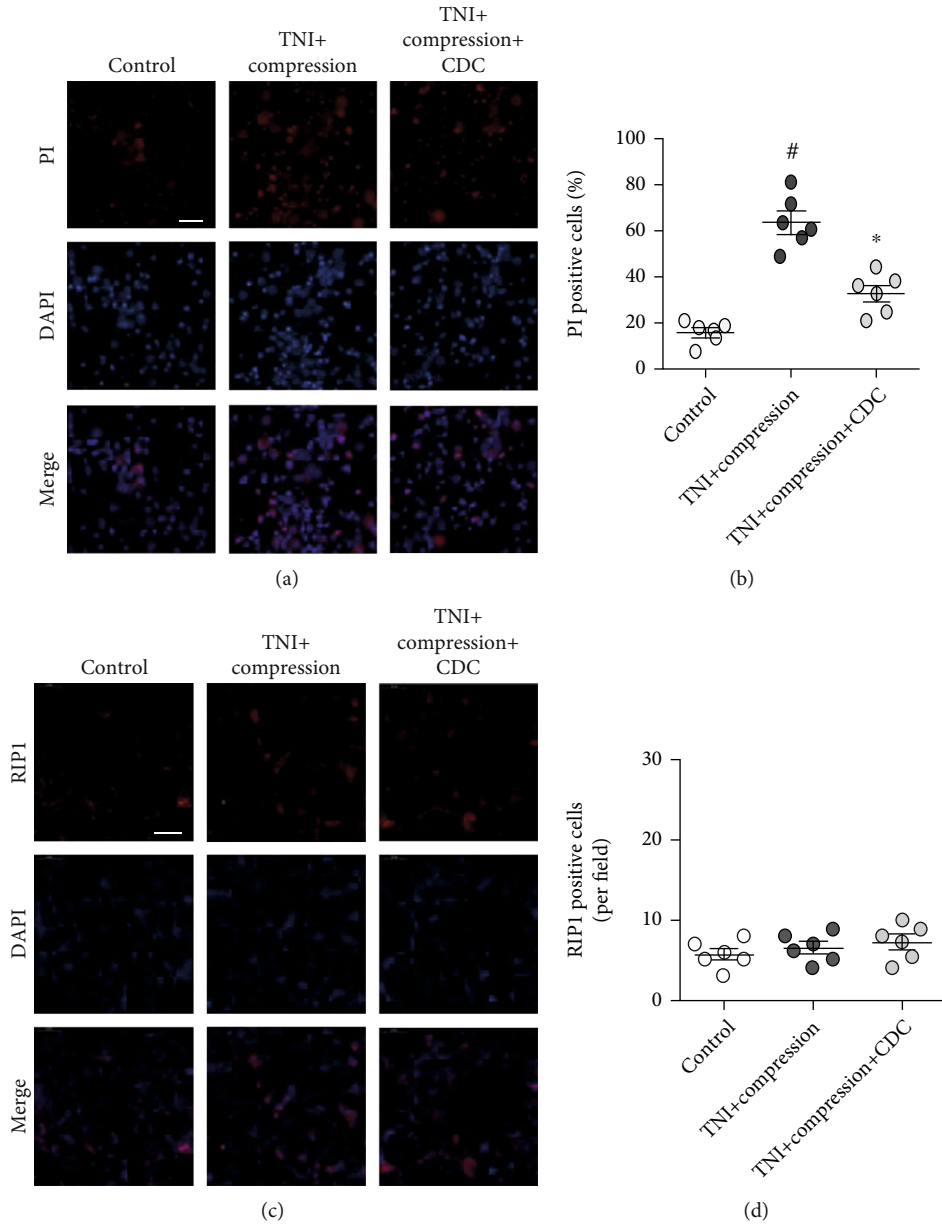 Control
TNI+
compression
TNI+
compression+
CDC
PI
DAPI
Merge
(a)
PI positive cells (%)
100
80
60
40
20
0
#
*
Control
TNI+compression
TNI+compression+CDC
(b)
Control
TNI+
compression
TNI+
compression+
CDC
RIP1
DAPI
Merge
(c)
RIP1 positive cells
(per field)
30
20
10
0
Control
TNI+compression
TNI+compression+CDC
(d)